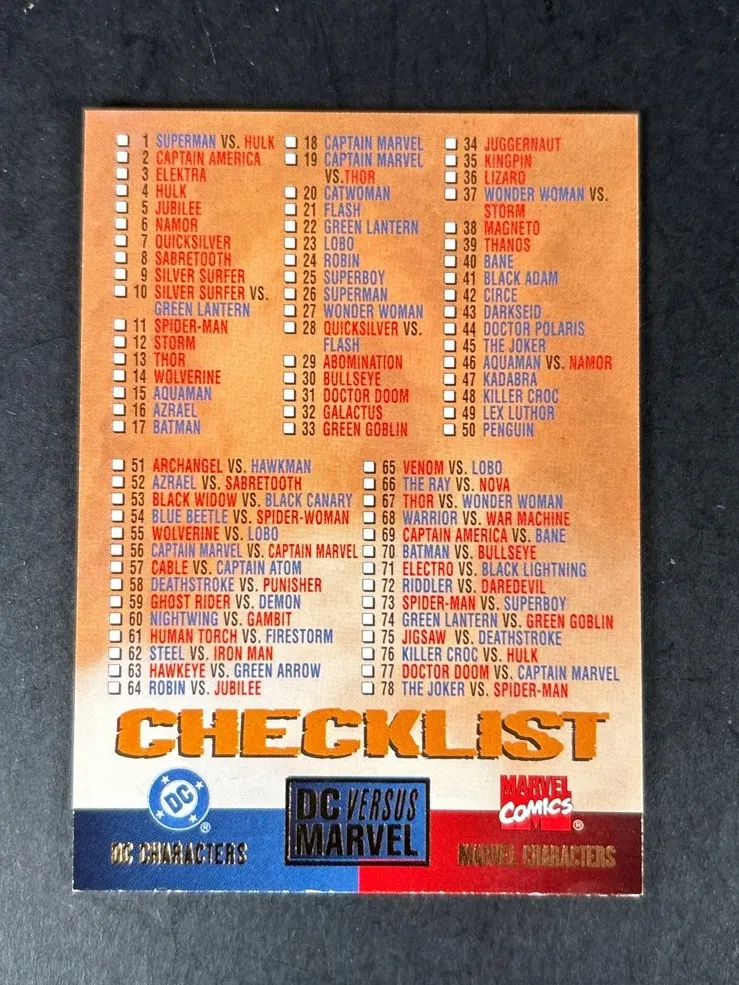 1 SUPERMAN VS. HULK
2 CAPTAIN AMERICA
3 ELEKTRA
4 HULK
5 JUBILEE
6 NAMOR
7 QUICKSILVER
8 SABRETOOTH
9 SILVER SURFER
10 SILVER SURFER VS.
GREEN LANTERN
11 SPIDER-MAN
12 STORM
13 THOR
14 WOLVERINE
15 AQUAMAN
16 AZRAEL
17 BATMAN
18 CAPTAIN MARVEL
19 CAPTAIN MARVEL
VS.THOR
20 CATWOMAN
21 FLASH
22 GREEN LANTERN
23 LOBO
24 ROBIN
25 SUPERBOY
26 SUPERMAN
27 WONDER WOMAN
28 QUICKSILVER VS.
FLASH
29 ABOMINATION
30 BULLSEYE
31 DOCTOR DOOM
32 GALACTUS
33 GREEN GOBLIN
34 JUGGERNAUT
35 KINGPIN
36 LIZARD
37 WONDER WOMAN VS.
STORM
38 MAGNETO
39 THANOS
40 BANE
41 BLACK ADAM
42 CIRCE
43 DARKSEID
44 DOCTOR POLARIS
45 THE JOKER
46 AQUAMAN VS. NAMOR
47 KADABRA
48 KILLER CROC
49 LEX LUTHOR
50 PENGUIN
51 ARCHANGEL VS. HAWKMAN
52 AZRAEL VS. SABRETOOTH
53 BLACK WIDOW VS. BLACK CANARY
54 BLUE BEETLE VS. SPIDER-WOMAN
55 WOLVERINE VS. LOBO
56 CAPTAIN MARVEL VS. CAPTAIN MARVEL
57 CABLE VS. CAPTAIN ATOM
58 DEATHSTROKE VS. PUNISHER
59 GHOST RIDER VS. DEMON
60 NIGHTWING VS. GAMBIT
61 HUMAN TORCH VS. FIRESTORM
62 STEEL VS. IRON MAN
63 HAWKEYE VS. GREEN ARROW
64 ROBIN VS. JUBILEE
65 VENOM VS. LOBO
66 THE RAY VS. NOVA
67 THOR VS. WONDER WOMAN
68 WARRIOR VS. WAR MACHINE
69 CAPTAIN AMERICA VS. BANE
70 BATMAN VS. BULLSEYE
71 ELECTRO VS. BLACK LIGHTNING
72 RIDDLER VS. DAREDEVIL
73 SPIDER-MAN VS. SUPERBOY
74 GREEN LANTERN VS. GREEN GOBLIN
75 JIGSAW VS. DEATHSTROKE
76 KILLER CROC VS. HULK
77 DOCTOR DOOM VS. CAPTAIN MARVEL
78 THE JOKER VS. SPIDER-MAN
CHECKLIST
DC ®
DC CHARACTERS
DC VERSUS
MARVEL
MARVEL
COMICS
M ®
MARVEL CHARACTERS